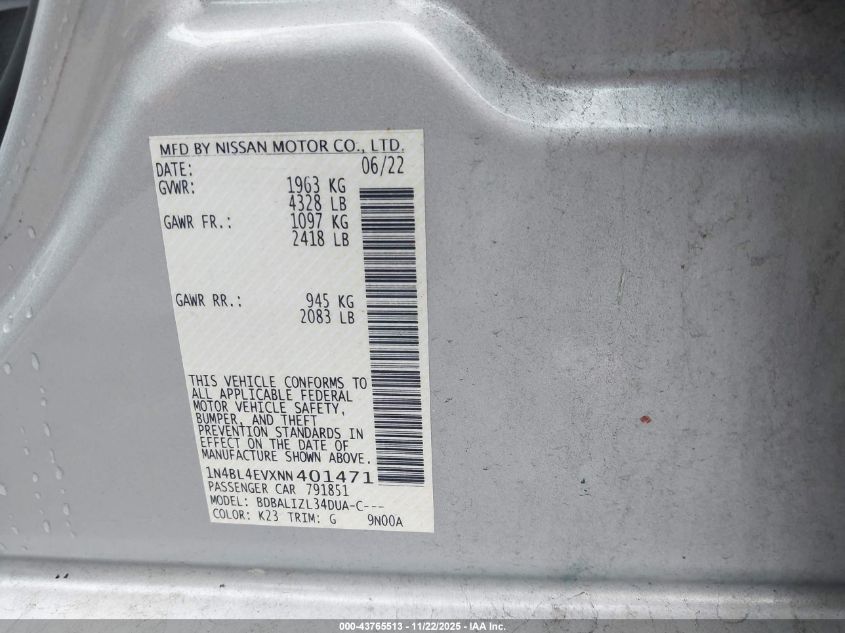 MFD BY NISSAN MOTOR CO., LTD.
DATE: 06/22
GVWR: 1963 KG
4328 LB
GAWR FR.: 1097 KG
2418 LB
GAWR RR.: 945 KG
2083 LB
THIS VEHICLE CONFORMS TO
ALL APPLICABLE FEDERAL
MOTOR VEHICLE SAFETY,
BUMPER, AND THEFT
PREVENTION STANDARDS IN
EFFECT ON THE DATE OF
MANUFACTURE SHOWN ABOVE.
1N4BL4EVXNN401471
PASSENGER CAR 791851
MODEL: BDBALIZL34DUA-C---
COLOR: K23 TRIM: G 9N00A
000-43765513 - 11/22/2025 - IAA Inc.